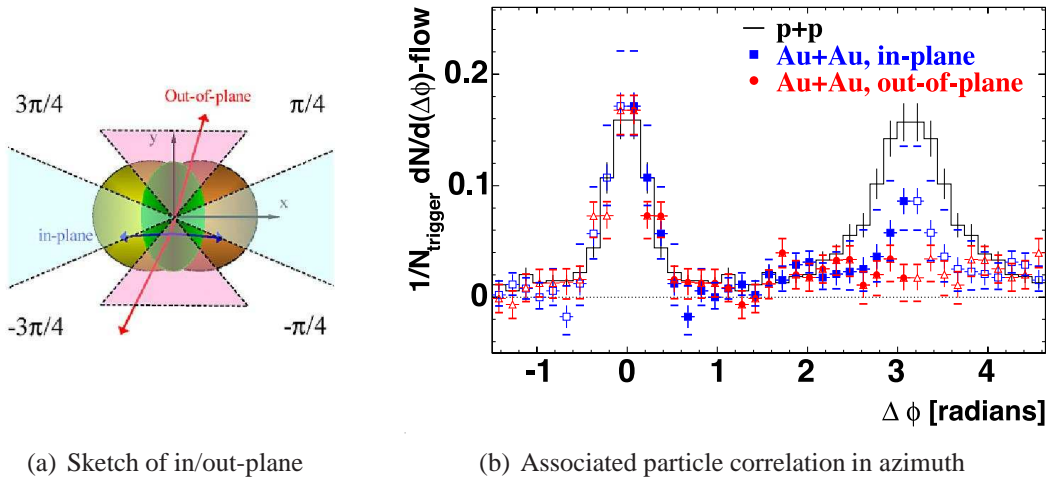 3π/4
Out-of-plane
π/4
y
x
in-plane
-3π/4
-π/4
(a) Sketch of in/out-plane
1/N_trigger dN/d(Δϕ)-flow
0.2
0.1
0
p+p
Au+Au, in-plane
Au+Au, out-of-plane
-1 0 1 2 3 4
Δ ϕ [radians]
(b) Associated particle correlation in azimuth